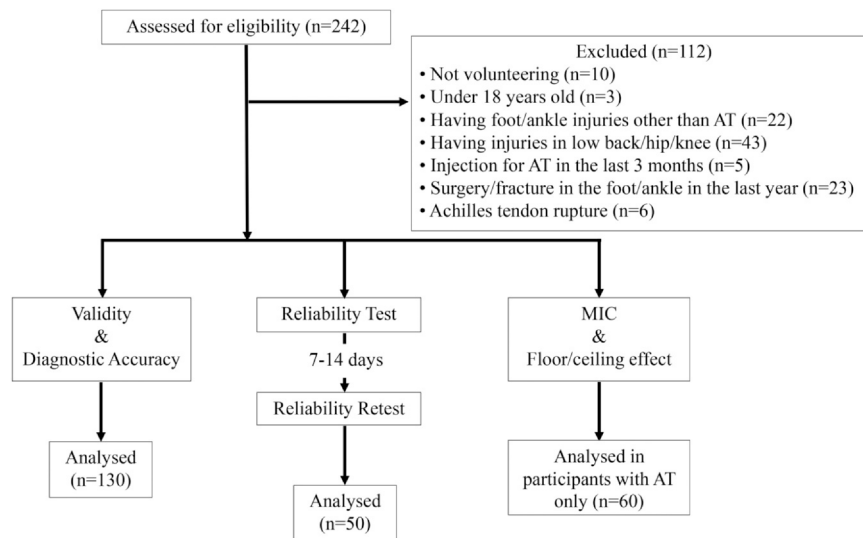 Assessed for eligibility (n=242)
Excluded (n=112)
• Not volunteering (n=10)
• Under 18 years old (n=3)
• Having foot/ankle injuries other than AT (n=22)
• Having injuries in low back/hip/knee (n=43)
• Injection for AT in the last 3 months (n=5)
• Surgery/fracture in the foot/ankle in the last year (n=23)
• Achilles tendon rupture (n=6)
Validity
&
Diagnostic Accuracy
Analysed
(n=130)
Reliability Test
7-14 days
Reliability Retest
Analysed
(n=50)
MIC
&
Floor/ceiling effect
Analysed in
participants with AT
only (n=60)